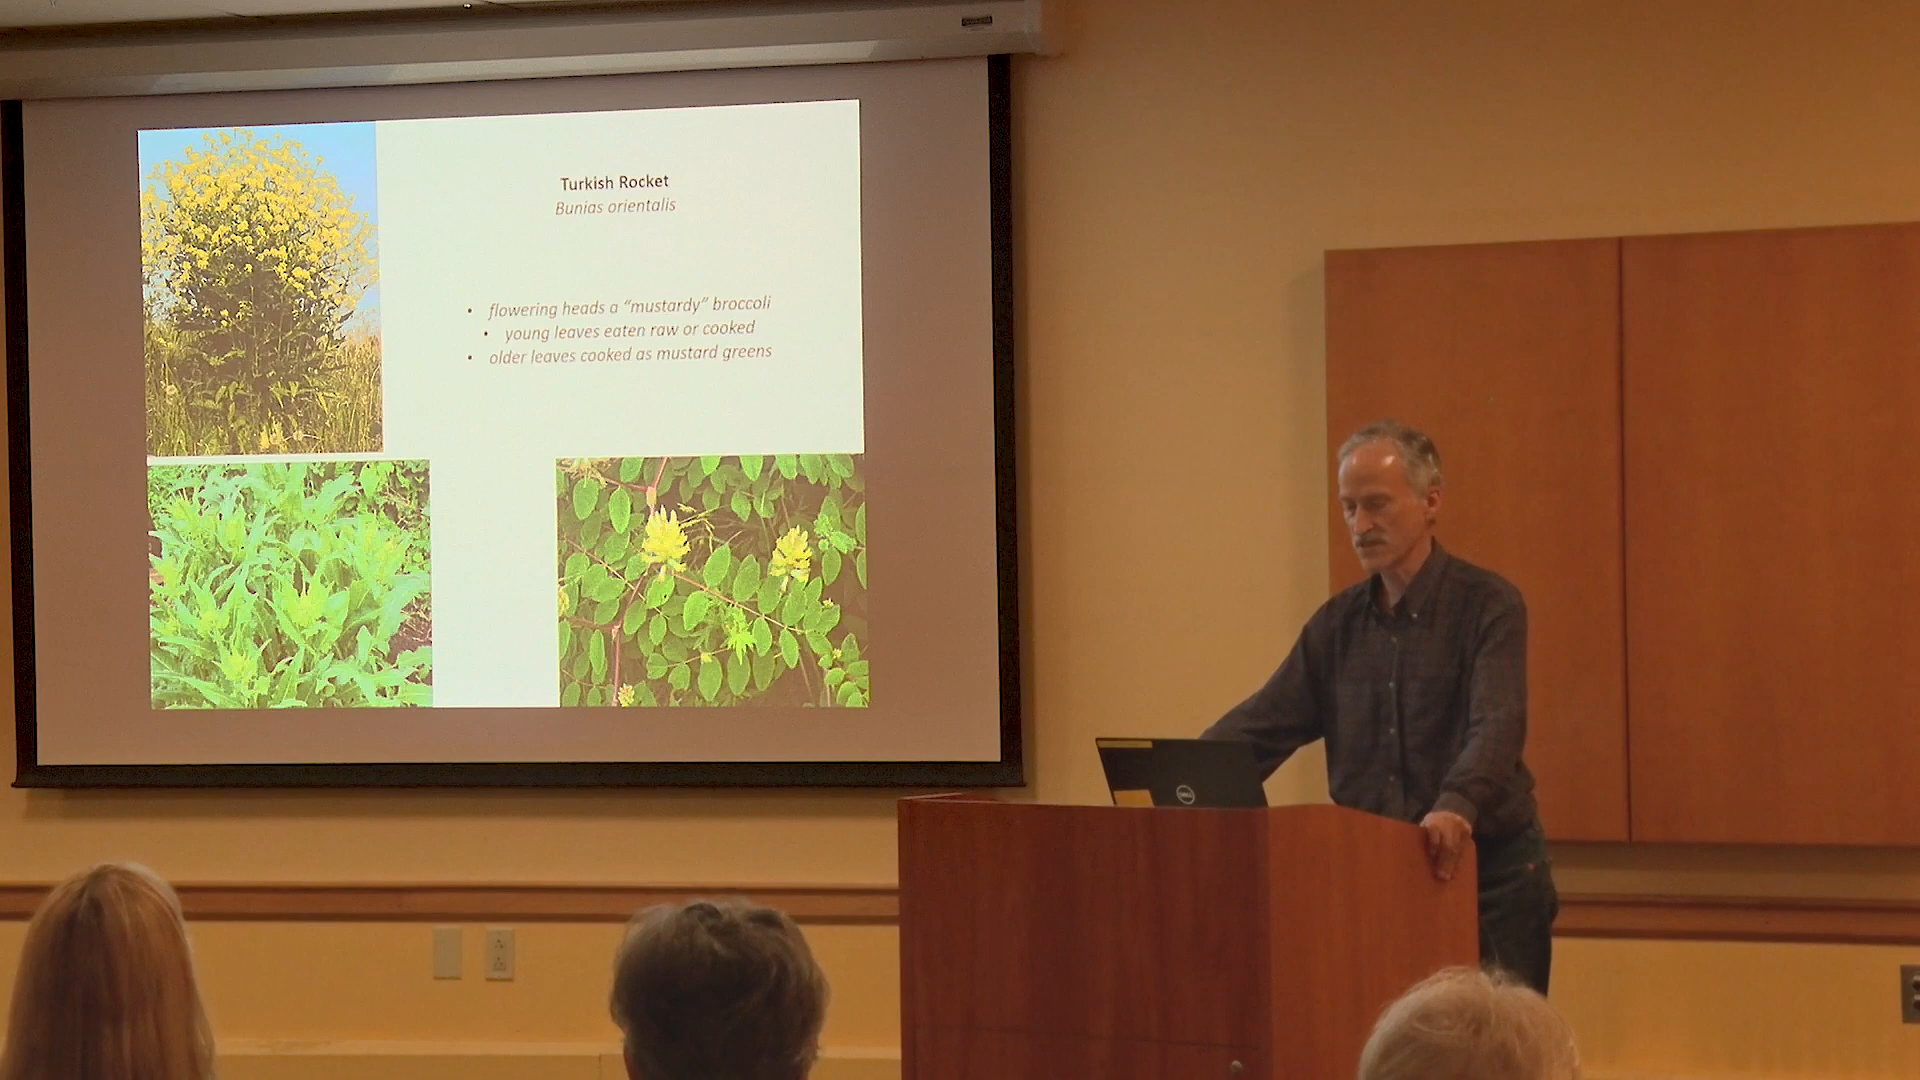 Turkish Rocket
Bunias orientalis
• flowering heads a “mustardy” broccoli
• young leaves eaten raw or cooked
• older leaves cooked as mustard greens
DELL